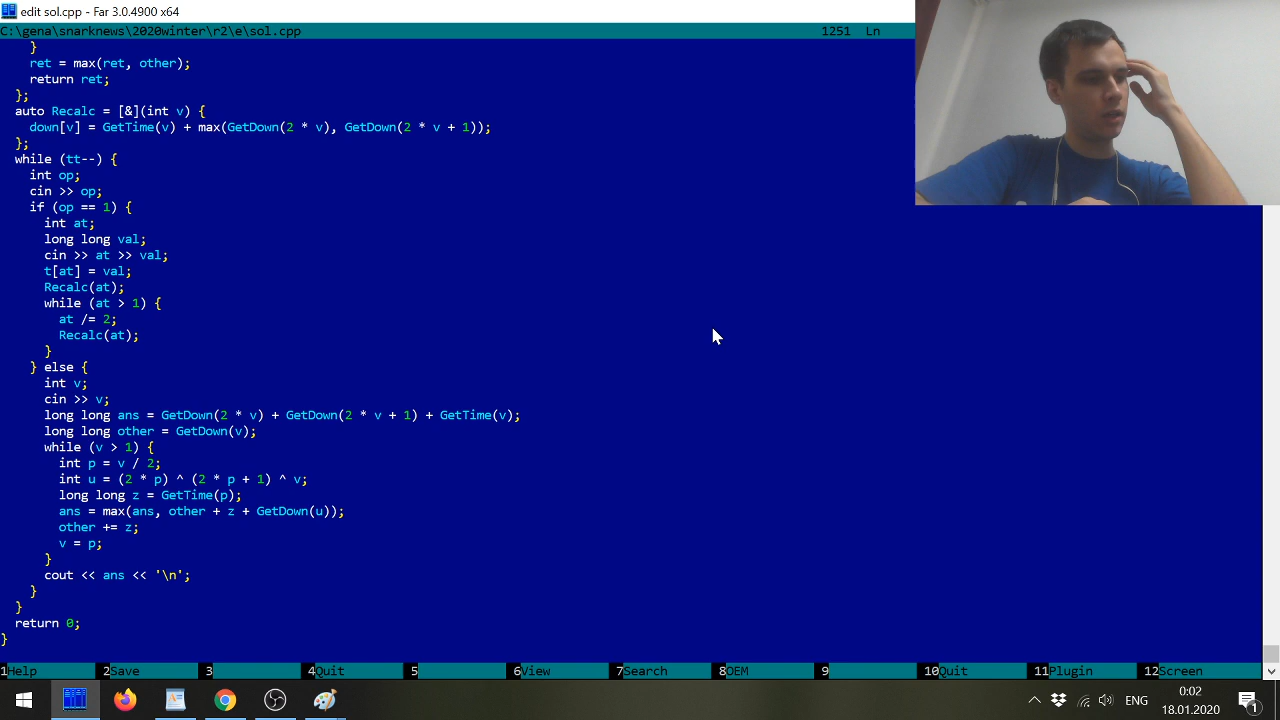 edit sol.cpp - Far 3.0.4900 x64
C:\gena\snarknews\2020winter\r2\e\sol.cpp 1251 Ln
}
ret = max(ret, other);
return ret;
};
auto Recalc = [&](int v) {
down[v] = GetTime(v) + max(GetDown(2 * v), GetDown(2 * v + 1));
};
while (tt--) {
int op;
cin >> op;
if (op == 1) {
int at;
long long val;
cin >> at >> val;
t[at] = val;
Recalc(at);
while (at > 1) {
at /= 2;
Recalc(at);
}
} else {
int v;
cin >> v;
long long ans = GetDown(2 * v) + GetDown(2 * v + 1) + GetTime(v);
long long other = GetDown(v);
while (v > 1) {
int p = v / 2;
int u = (2 * p) ^ (2 * p + 1) ^ v;
long long z = GetTime(p);
ans = max(ans, other + z + GetDown(u));
other += z;
v = p;
}
cout << ans << '\n';
}
}
return 0;
}
1Help 2Save 3 4Quit 5 6View 7Search 8OEM 9 10Quit 11Plugin 12Screen
ENG 0:02
18.01.2020 1